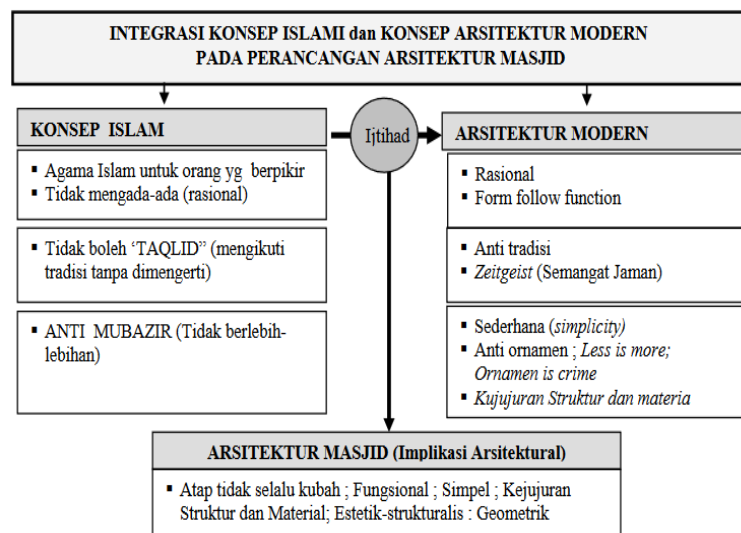 INTEGRASI KONSEP ISLAMI dan KONSEP ARSITEKTUR MODERN
PADA PERANCANGAN ARSITEKTUR MASJID
KONSEP ISLAM
▪ Agama Islam untuk orang yg berpikir
▪ Tidak mengada-ada (rasional)
▪ Tidak boleh ‘TAQLID” (mengikuti
tradisi tanpa dimengerti)
▪ ANTI MUBAZIR (Tidak berlebih-
lebihan)
Ijtihad
ARSITEKTUR MODERN
▪ Rasional
▪ Form follow function
▪ Anti tradisi
▪ Zeitgeist (Semangat Jaman)
▪ Sederhana (simplicity)
▪ Anti ornamen ; Less is more;
Ornamen is crime
▪ Kujujuran Struktur dan materia
ARSITEKTUR MASJID (Implikasi Arsitektural)
▪ Atap tidak selalu kubah ; Fungsional ; Simpel ; Kejujuran
Struktur dan Material; Estetik-strukturalis : Geometrik